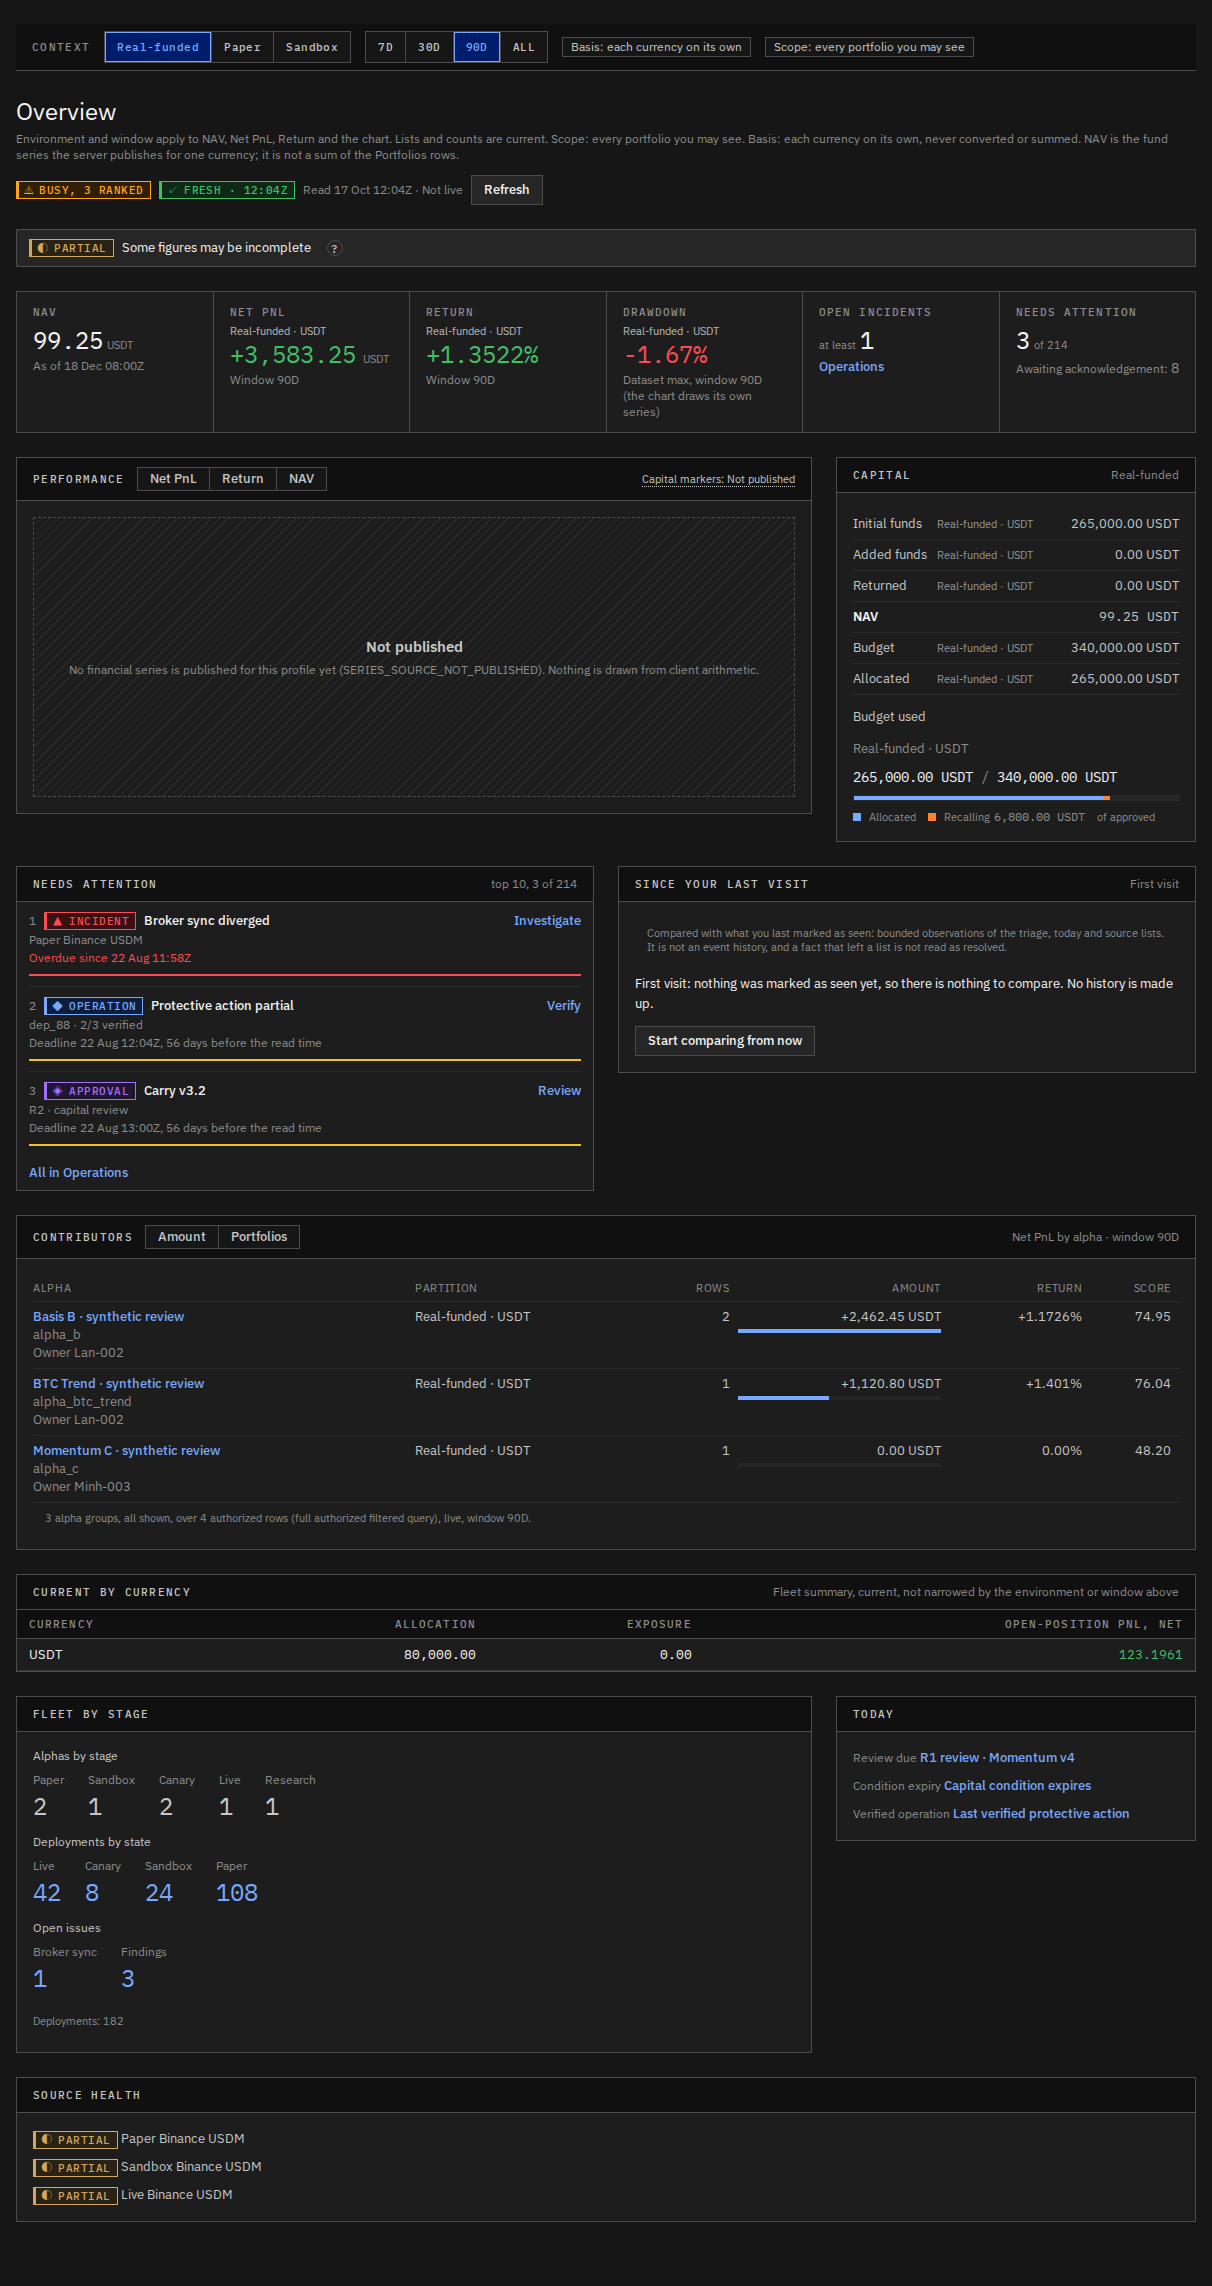 CONTEXT Real-funded Paper Sandbox 7D 30D 90D ALL Basis: each currency on its own Scope: every portfolio you may see
Overview
Environment and window apply to NAV, Net PnL, Return and the chart. Lists and counts are current. Scope: every portfolio you may see. Basis: each currency on its own, never converted or summed. NAV is the fund
series the server publishes for one currency; it is not a sum of the Portfolios rows.
⚠ BUSY, 3 RANKED ✓ FRESH · 12:04Z Read 17 Oct 12:04Z · Not live Refresh
PARTIAL Some figures may be incomplete ?
NAV
99.25 USDT
As of 18 Dec 08:00Z
NET PNL
Real-funded · USDT
+3,583.25 USDT
Window 90D
RETURN
Real-funded · USDT
+1.3522%
Window 90D
DRAWDOWN
Real-funded · USDT
-1.67%
Dataset max, window 90D
(the chart draws its own
series)
OPEN INCIDENTS
at least 1
Operations
NEEDS ATTENTION
3 of 214
Awaiting acknowledgement: 8
PERFORMANCE Net PnL Return NAV Capital markers: Not published
Not published
No financial series is published for this profile yet (SERIES_SOURCE_NOT_PUBLISHED). Nothing is drawn from client arithmetic.
CAPITAL Real-funded
Initial funds Real-funded · USDT 265,000.00 USDT
Added funds Real-funded · USDT 0.00 USDT
Returned Real-funded · USDT 0.00 USDT
NAV 99.25 USDT
Budget Real-funded · USDT 340,000.00 USDT
Allocated Real-funded · USDT 265,000.00 USDT
Budget used
Real-funded · USDT
265,000.00 USDT / 340,000.00 USDT
Allocated Recalling 6,800.00 USDT of approved
NEEDS ATTENTION top 10, 3 of 214
1 INCIDENT Broker sync diverged Investigate
Paper Binance USDM
Overdue since 22 Aug 11:58Z
2 OPERATION Protective action partial Verify
dep_88 · 2/3 verified
Deadline 22 Aug 12:04Z, 56 days before the read time
3 APPROVAL Carry v3.2 Review
R2 · capital review
Deadline 22 Aug 13:00Z, 56 days before the read time
All in Operations
SINCE YOUR LAST VISIT First visit
Compared with what you last marked as seen: bounded observations of the triage, today and source lists.
It is not an event history, and a fact that left a list is not read as resolved.
First visit: nothing was marked as seen yet, so there is nothing to compare. No history is made
up.
Start comparing from now
CONTRIBUTORS Amount Portfolios Net PnL by alpha · window 90D
ALPHA PARTITION ROWS AMOUNT RETURN SCORE
Basis B · synthetic review Real-funded · USDT 2 +2,462.45 USDT +1.1726% 74.95
alpha_b
Owner Lan-002
BTC Trend · synthetic review Real-funded · USDT 1 +1,120.80 USDT +1.401% 76.04
alpha_btc_trend
Owner Lan-002
Momentum C · synthetic review Real-funded · USDT 1 0.00 USDT 0.00% 48.20
alpha_c
Owner Minh-003
3 alpha groups, all shown, over 4 authorized rows (full authorized filtered query), live, window 90D.
CURRENT BY CURRENCY Fleet summary, current, not narrowed by the environment or window above
CURRENCY ALLOCATION EXPOSURE OPEN-POSITION PNL, NET
USDT 80,000.00 0.00 123.1961
FLEET BY STAGE
Alphas by stage
Paper Sandbox Canary Live Research
2 1 2 1 1
Deployments by state
Live Canary Sandbox Paper
42 8 24 108
Open issues
Broker sync Findings
1 3
Deployments: 182
TODAY
Review due R1 review · Momentum v4
Condition expiry Capital condition expires
Verified operation Last verified protective action
SOURCE HEALTH
PARTIAL Paper Binance USDM
PARTIAL Sandbox Binance USDM
PARTIAL Live Binance USDM